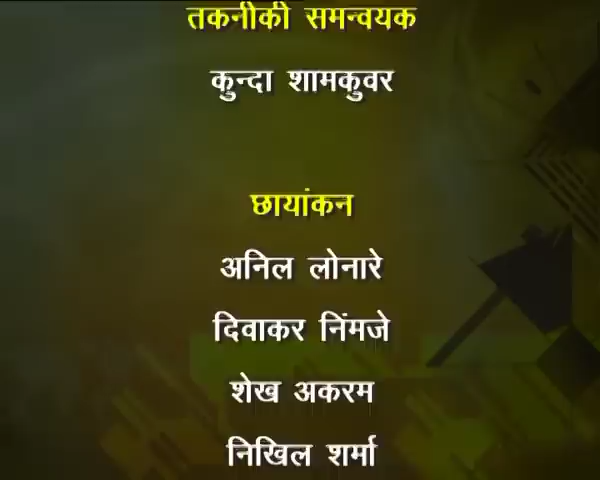 तकनीकी समन्वयक
कुन्दा शामकुवर
छायांकन
अनिल लोनारे
दिवाकर निंमजे
शेख अकरम
निखिल शर्मा